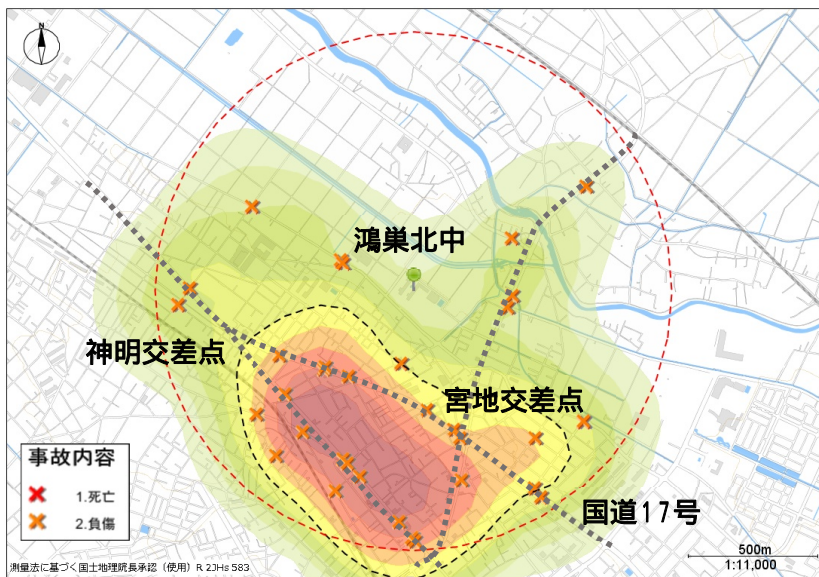 N
鴻巣北中
神明交差点
宮地交差点
国道17号
事故内容
1.死亡
2.負傷
測量法に基づく国土地理院長承認（使用）R 2JHs 583
500m
1:11,000